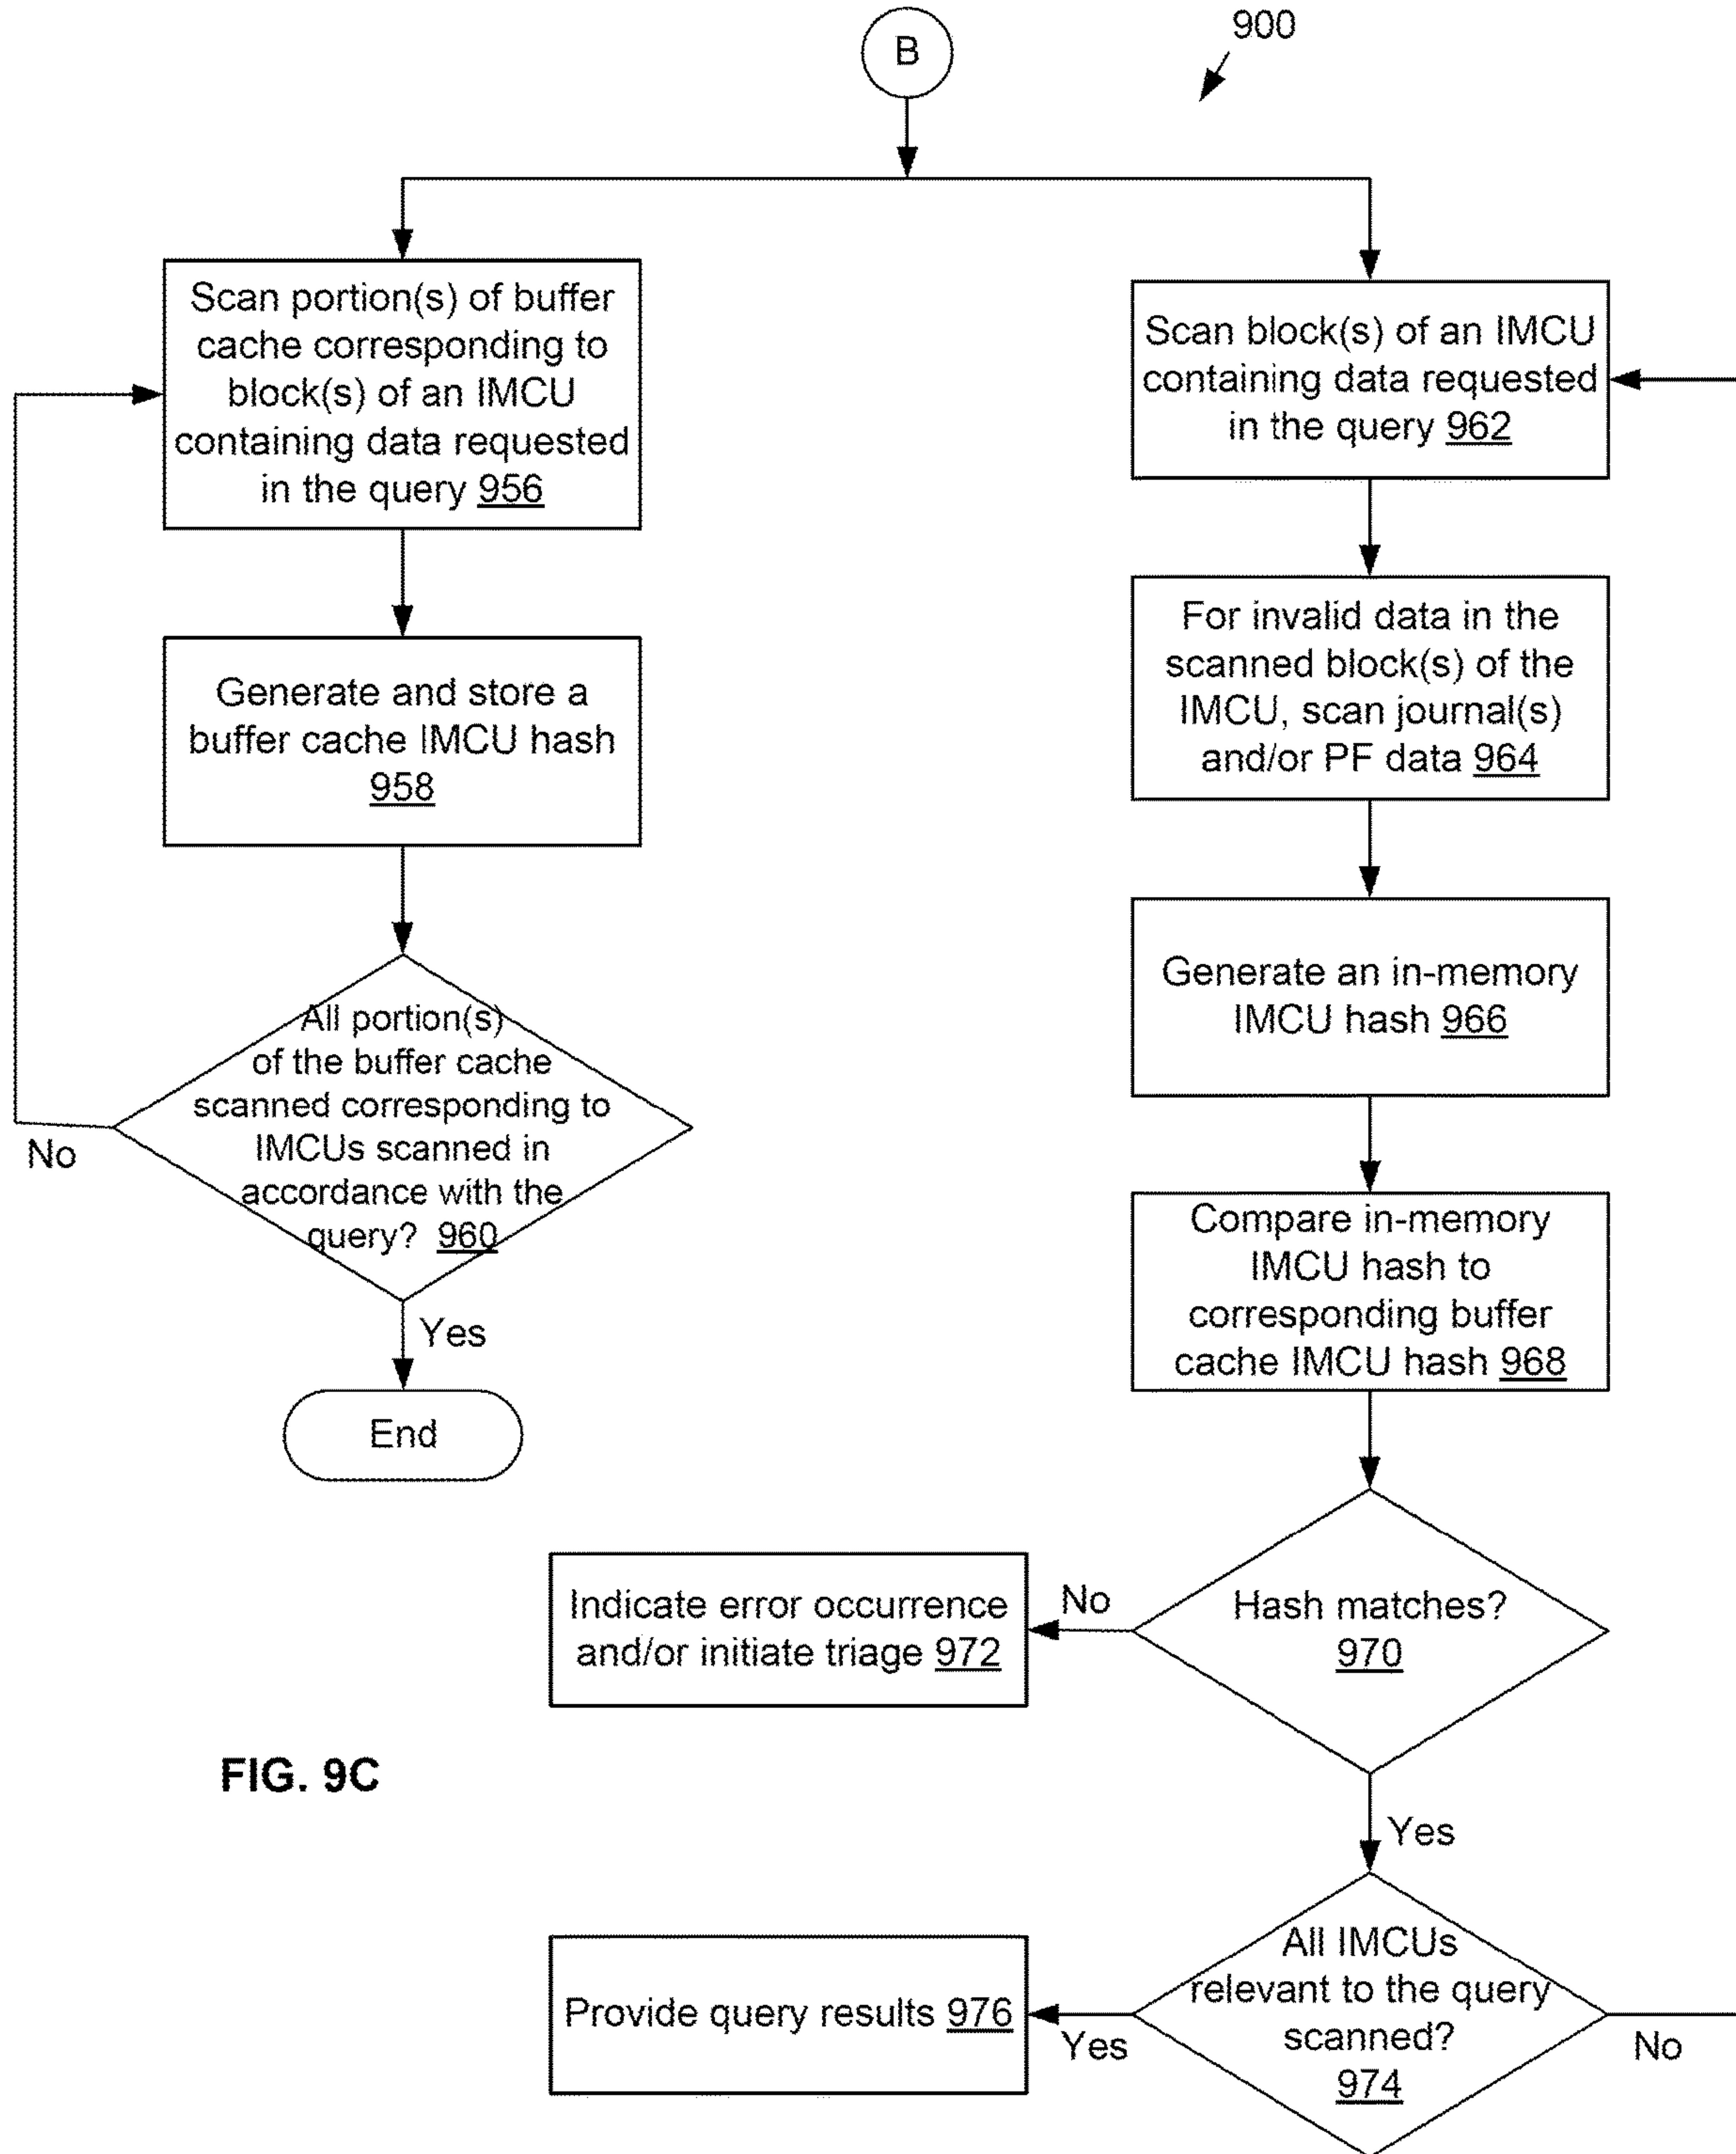 B
900
Scan portion(s) of buffer
cache corresponding to
block(s) of an IMCU
containing data requested
in the query 956
Generate and store a
buffer cache IMCU hash
958
All portion(s)
of the buffer cache
scanned corresponding to
IMCUs scanned in
accordance with the
query? 960
No
Yes
End
Scan block(s) of an IMCU
containing data requested
in the query 962
For invalid data in the
scanned block(s) of the
IMCU, scan journal(s)
and/or PF data 964
Generate an in-memory
IMCU hash 966
Compare in-memory
IMCU hash to
corresponding buffer
cache IMCU hash 968
Hash matches?
970
No
Indicate error occurrence
and/or initiate triage 972
Yes
All IMCUs
relevant to the query
scanned?
974
No
Yes
Provide query results 976
FIG. 9C